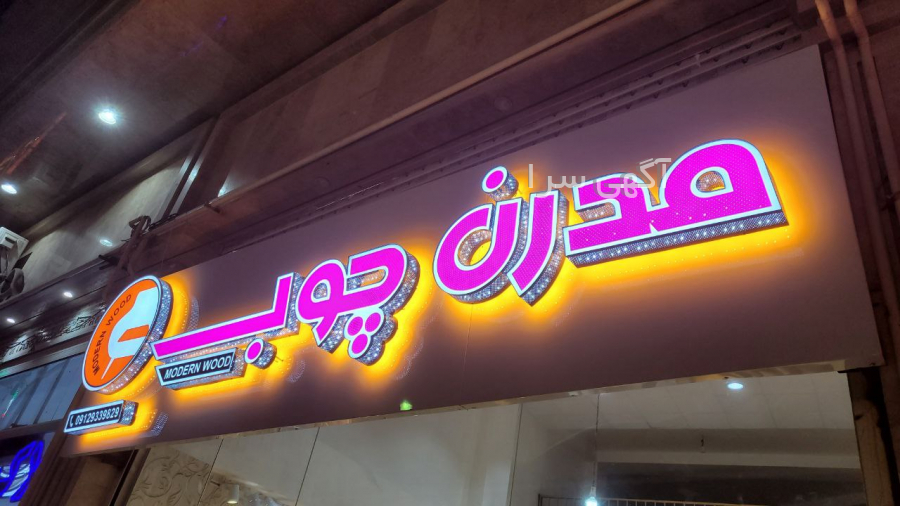 مدرن چوب
MODERN WOOD
MODERN WOOD
09129339829
آگهی سرا